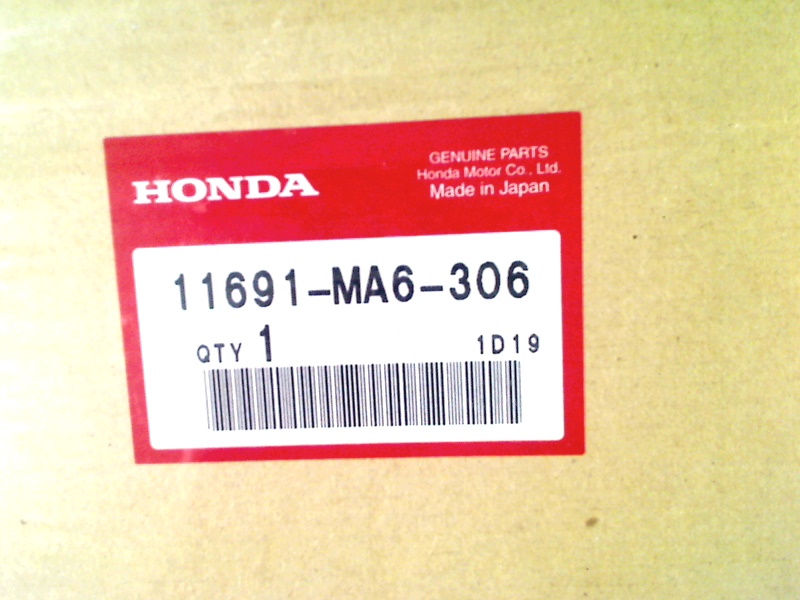 HONDA
GENUINE PARTS
Honda Motor Co., Ltd.
Made in Japan
11691-MA6-306
QTY 1
1D19